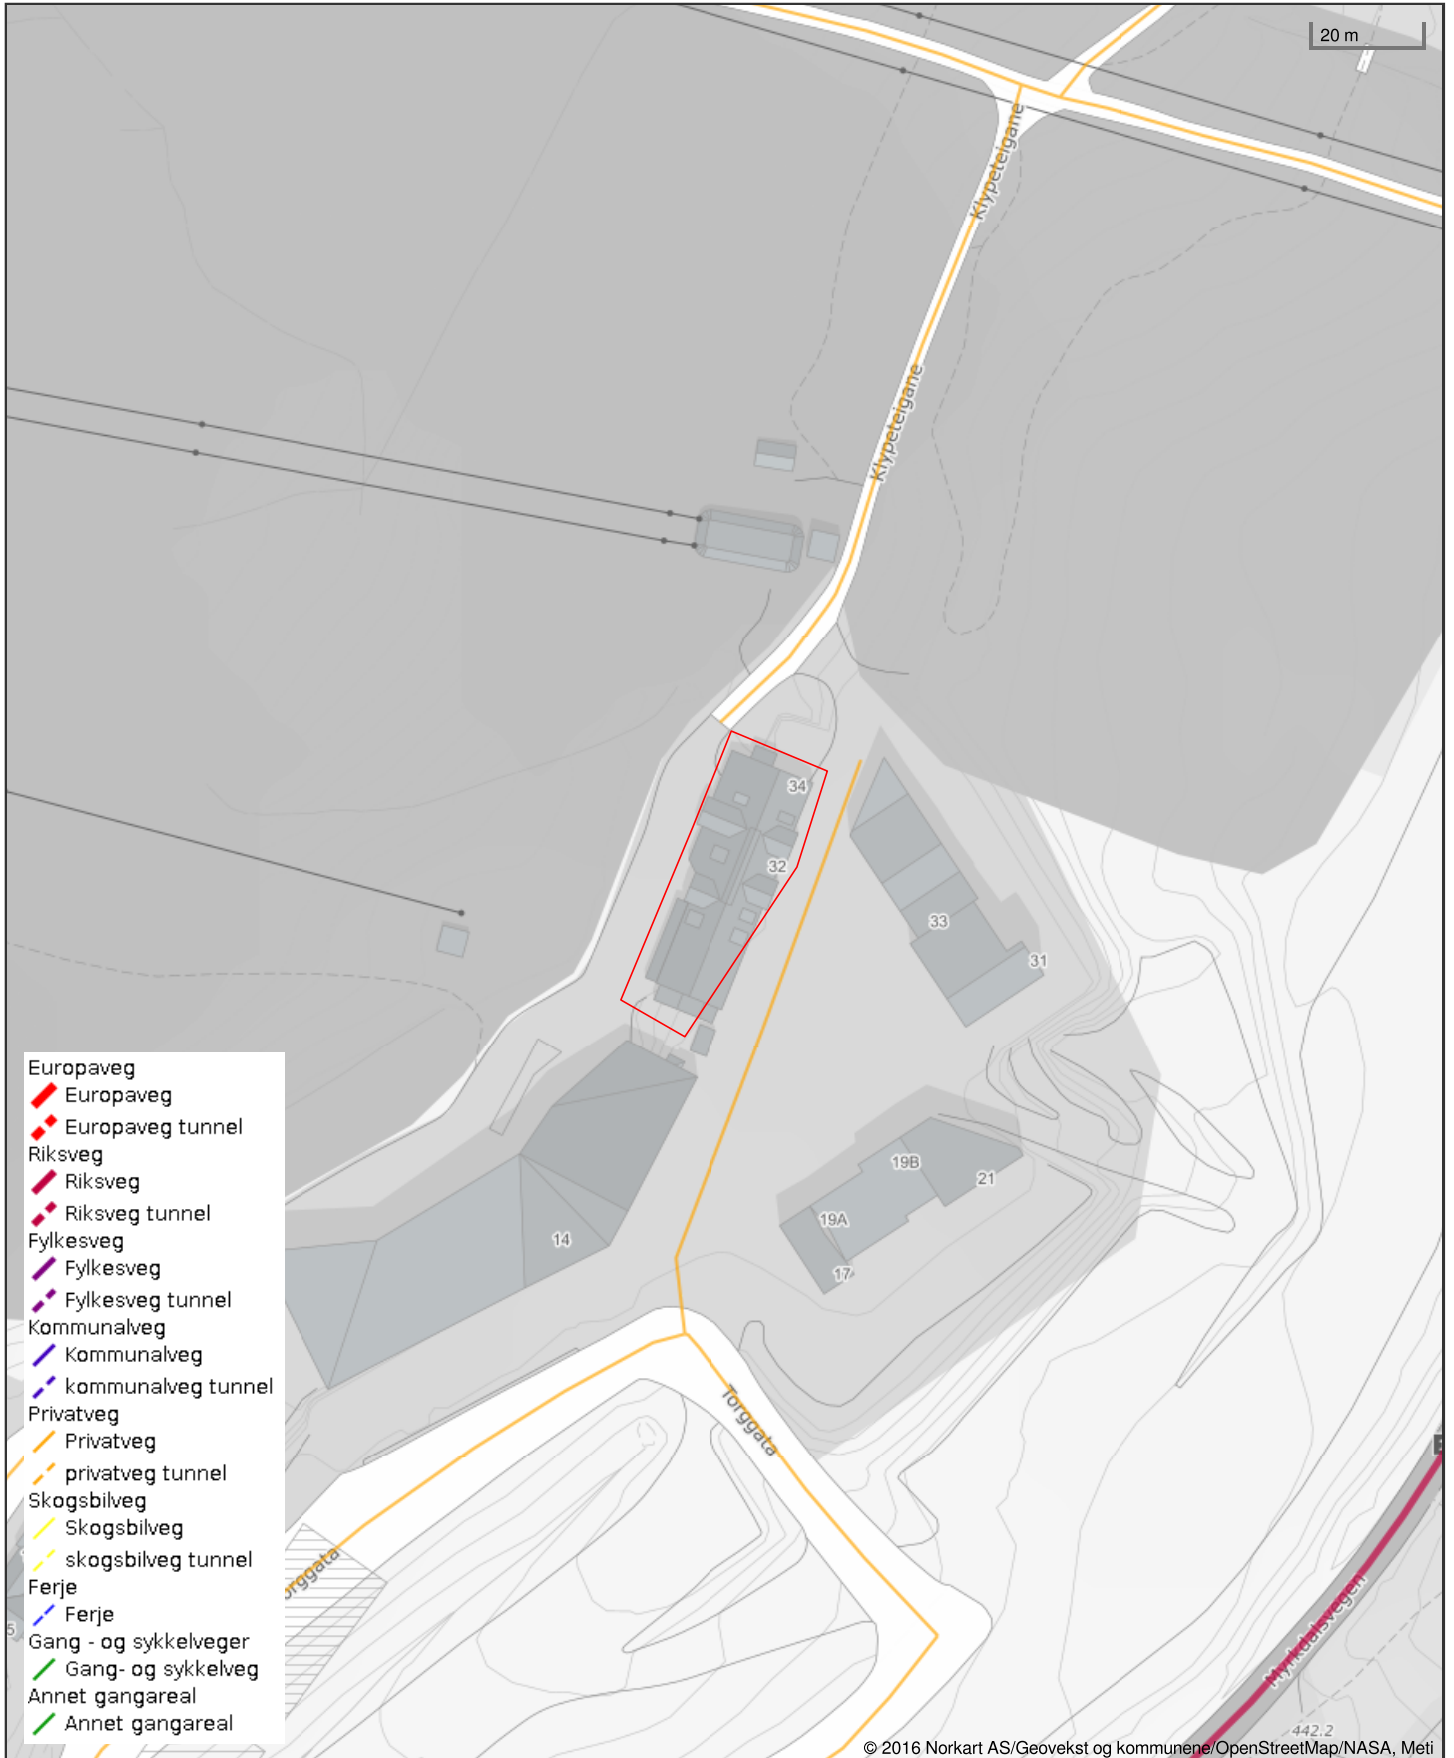 20 m
Klypeteigane
Klypeteigane
34
32
33
31
19B
21
19A
17
14
Torggata
Myrkdalsvegen
442.2
Europaveg
Europaveg
Europaveg tunnel
Riksveg
Riksveg
Riksveg tunnel
Fylkesveg
Fylkesveg
Fylkesveg tunnel
Kommunalveg
Kommunalveg
kommunalveg tunnel
Privatveg
Privatveg
privatveg tunnel
Skogsbilveg
Skogsbilveg
skogsbilveg tunnel
Ferje
Ferje
Gang - og sykkelveger
Gang- og sykkelveg
Annet gangareal
Annet gangareal
orggata
5
© 2016 Norkart AS/Geovekst og kommunene/OpenStreetMap/NASA, Meti